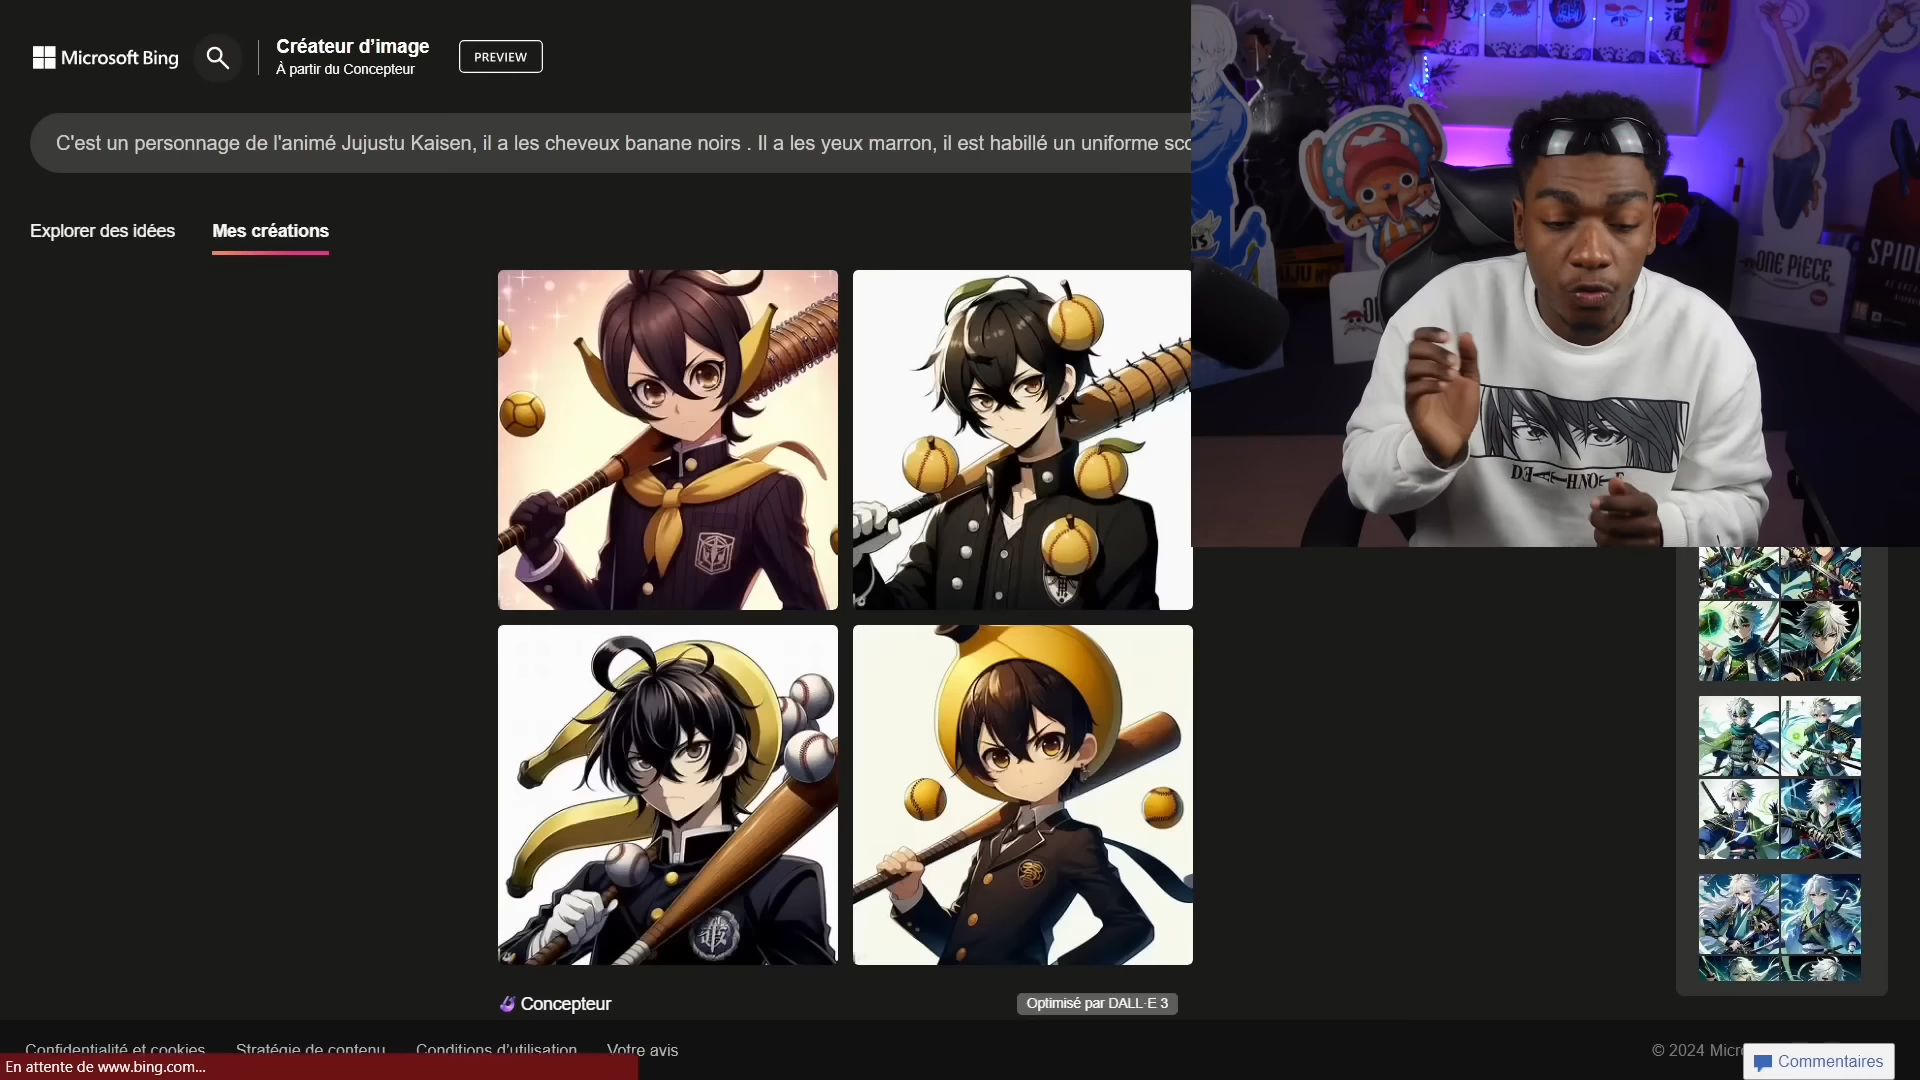 Microsoft Bing
Créateur d'image
À partir du Concepteur
PREVIEW
C'est un personnage de l'animé Jujustu Kaisen, il a les cheveux banane noirs . Il a les yeux marron, il est habillé un uniforme
Explorer des idées
Mes créations
ONE PIECE
DEATH NOTE
Concepteur
Optimisé par DALL·E 3
Confidentialité et cookies
Stratégie de contenu
Conditions d'utilisation
Votre avis
© 2024
En attente de www.bing.com...
Commentaires